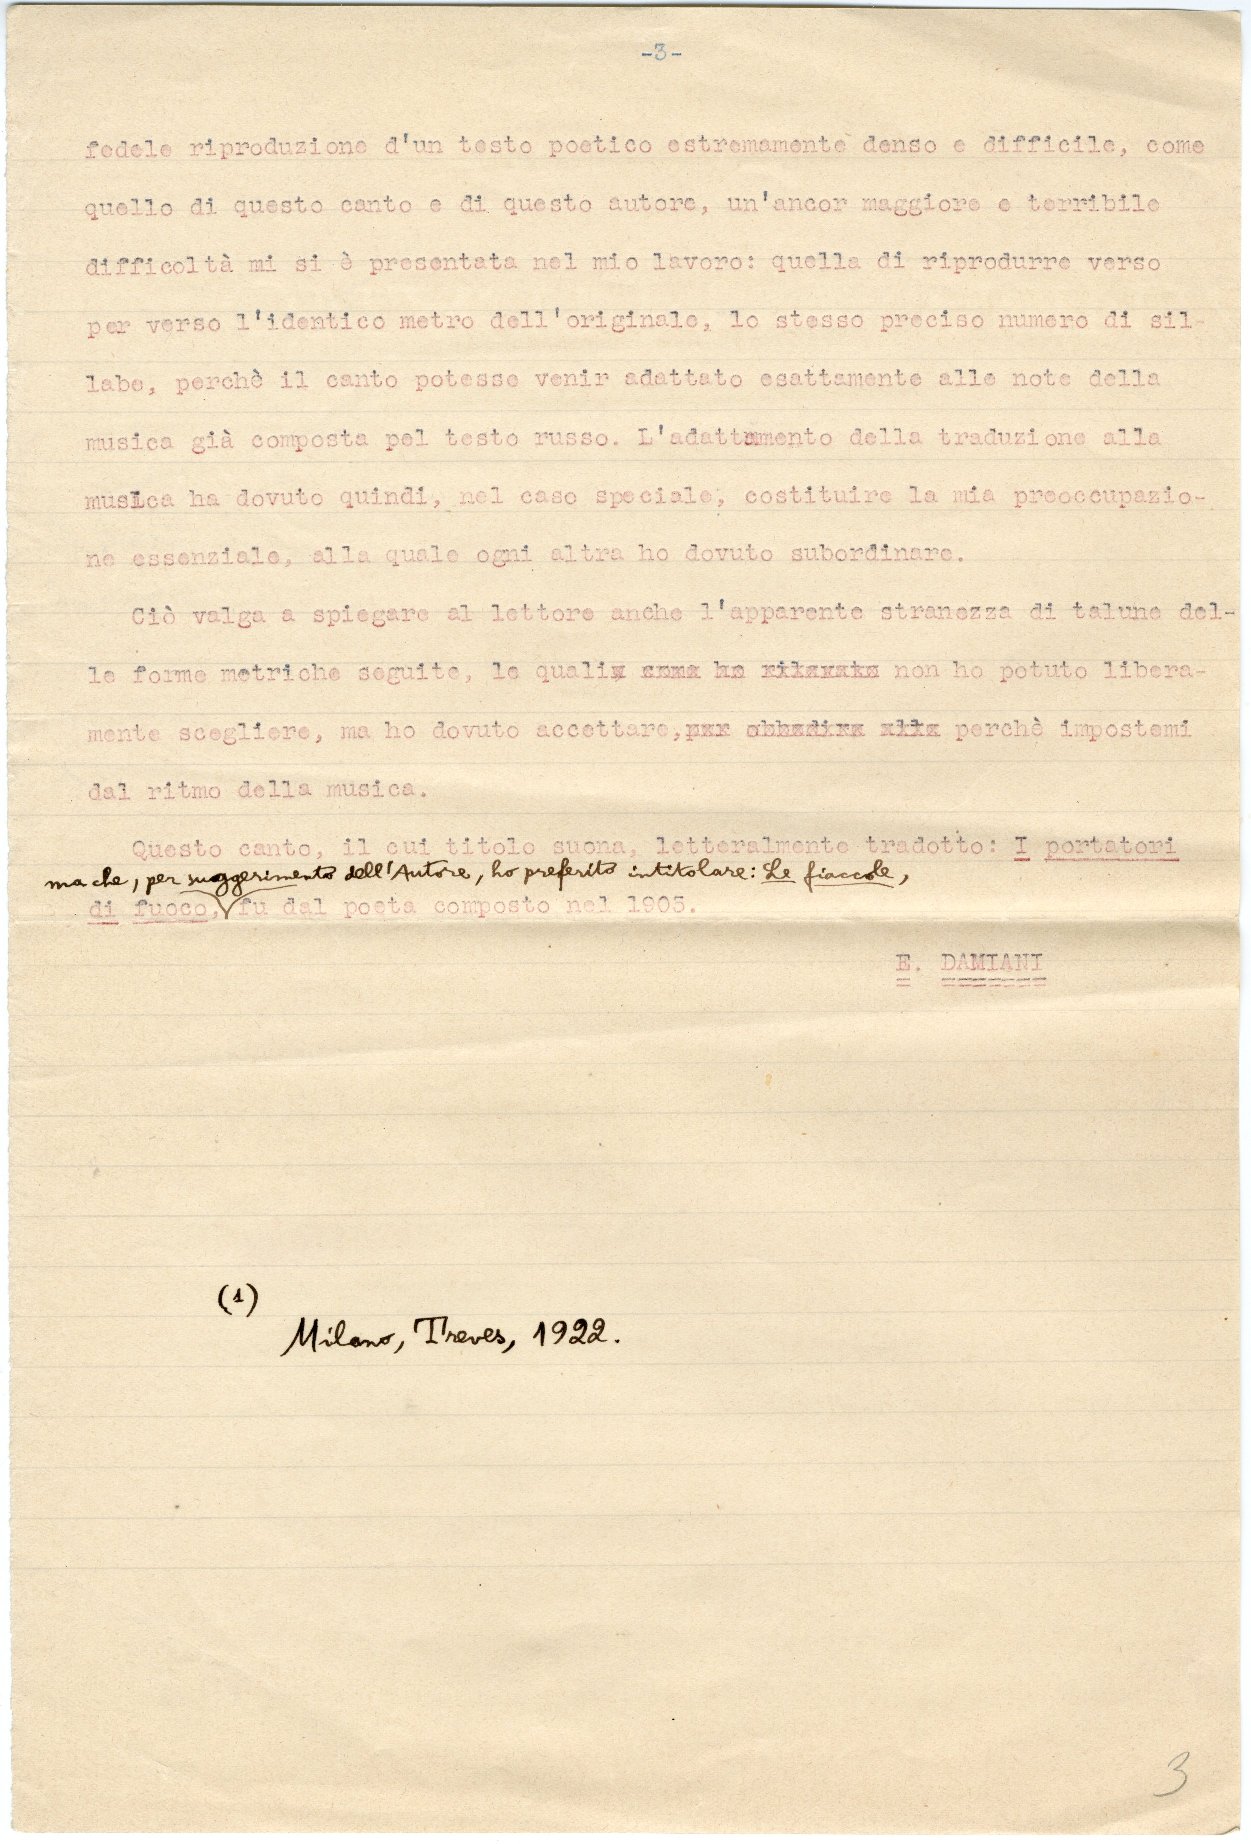 -3-
fedele riproduzione d'un testo poetico estremamente denso e difficile, come
quello di questo canto e di questo autore, un'ancor maggiore e terribile
difficoltà mi si è presentata nel mio lavoro: quella di riprodurre verso
per verso l'identico metro dell'originale, lo stesso preciso numero di sil-
labe, perchè il canto potesse venir adattato esattamente alle note della
musica già composta pel testo russo. L'adattamento della traduzione alla
musica ha dovuto quindi, nel caso speciale, costituire la mia preoccupazio-
ne essenziale, alla quale ogni altra ho dovuto subordinare.
Ciò valga a spiegare al lettore anche l'apparente stranezza di talune del-
le forme metriche seguite, le quali come ho rilevato non ho potuto libera-
mente scegliere, ma ho dovuto accettare, per obbedire alla perchè impostemi
dal ritmo della musica.
Questo canto, il cui titolo suona, letteralmente tradotto: I portatori
ma che, per suggerimento dell'Autore, ho preferito intitolare: Le fiaccole,
di fuoco, fu dal poeta composto nel 1905.
E. DAMIANI
(1)
Milano, Treves, 1922.
3